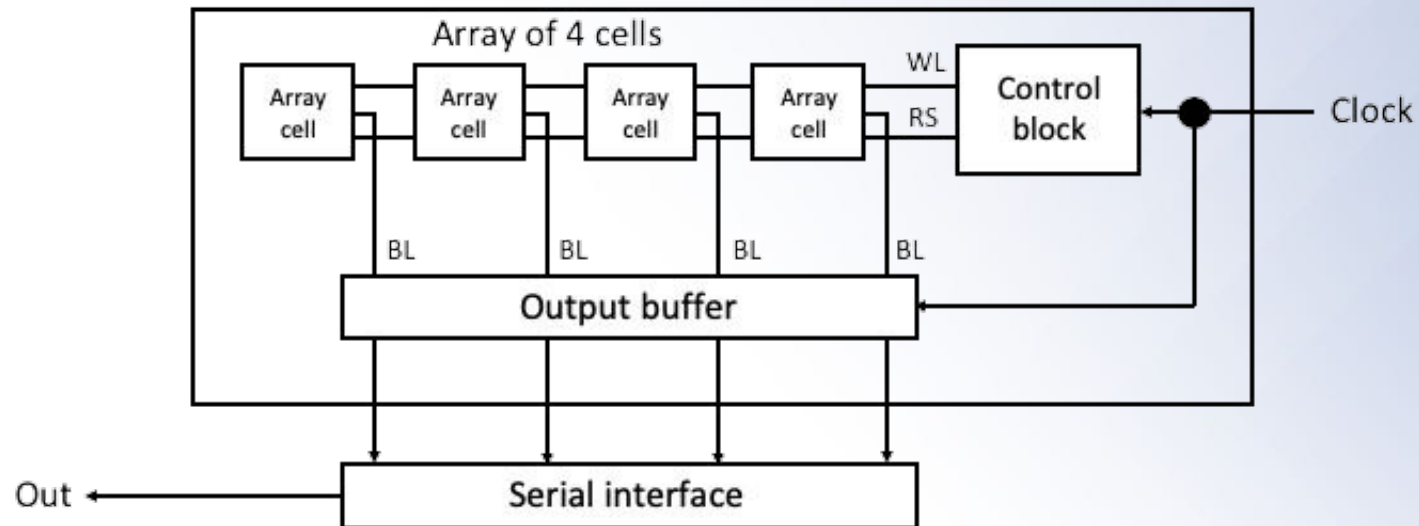 Array of 4 cells
Array
cell
Array
cell
Array
cell
Array
cell
WL
RS
Control
block
Clock
BL
BL
BL
BL
Output buffer
Serial interface
Out